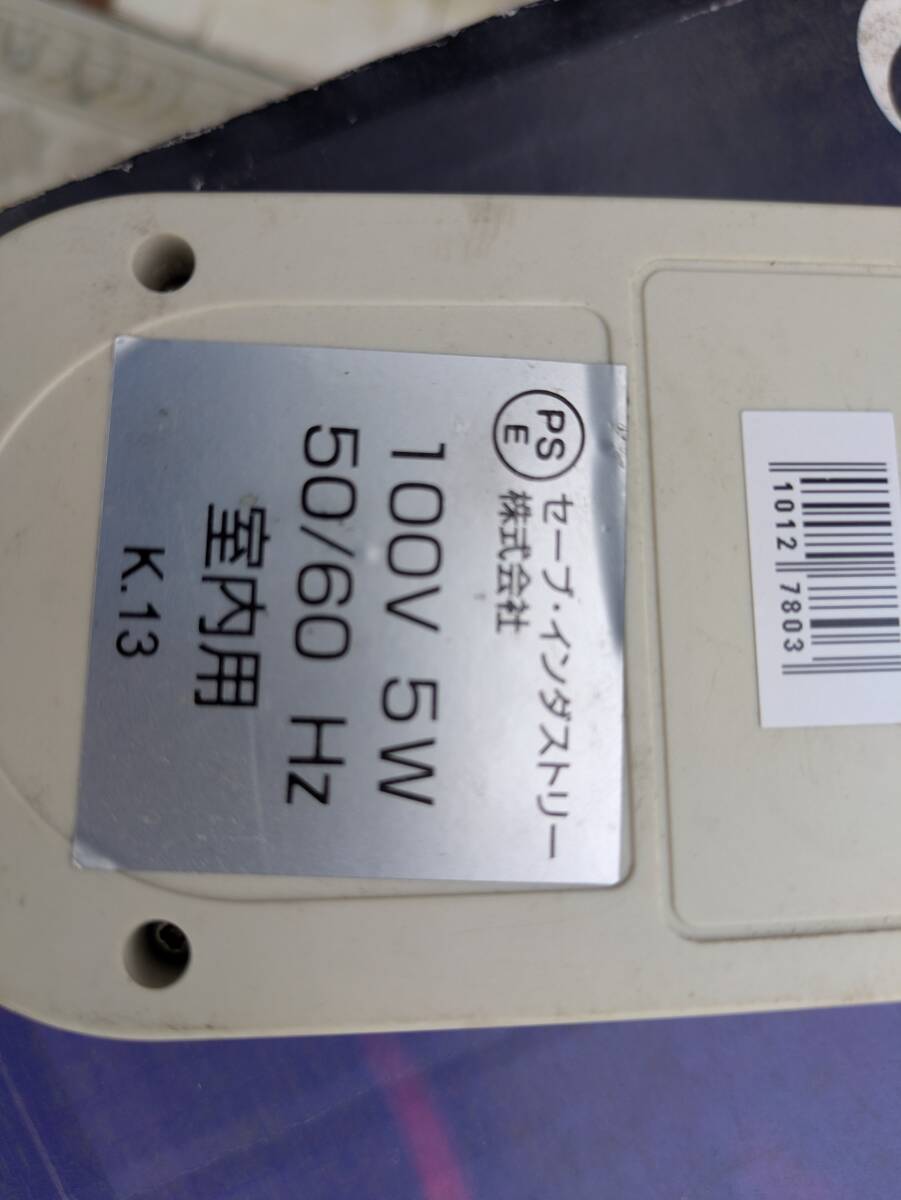 PS
E
セーブ・インダストリー
株式会社
100V 5W
50/60 Hz
室内用
K.13
1012 7803